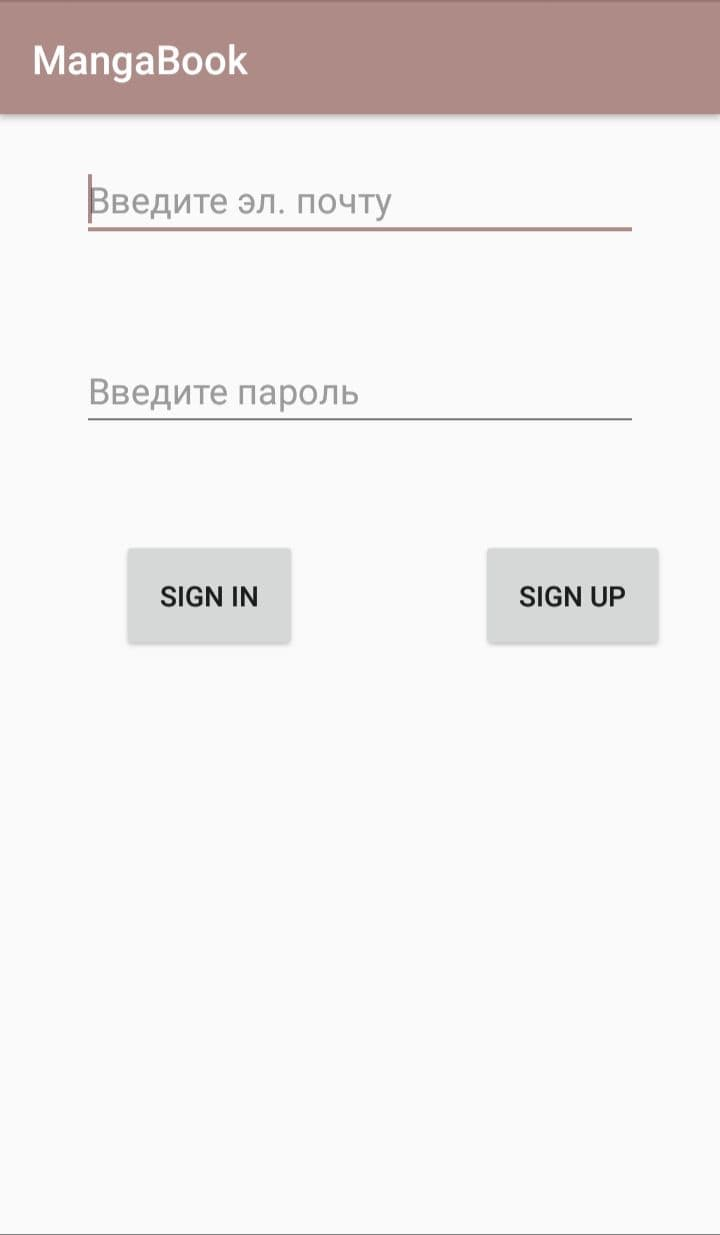 MangaBook
Введите эл. почту
Введите пароль
SIGN IN
SIGN UP